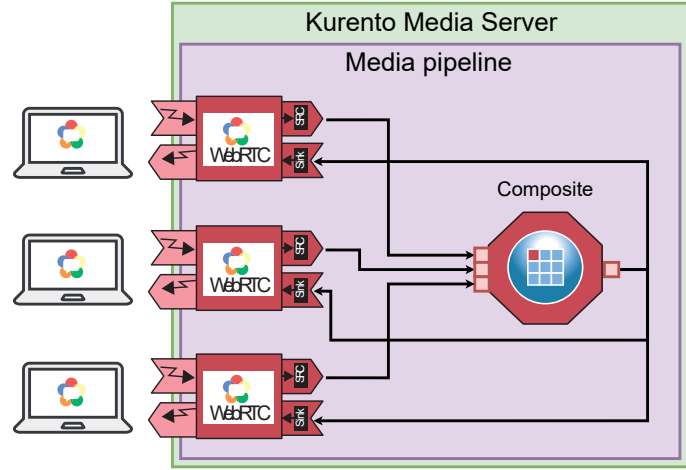 Kurento Media Server
Media pipeline
SRC
WebRTC
Sink
Composite
SRC
WebRTC
Sink
SRC
WebRTC
Sink